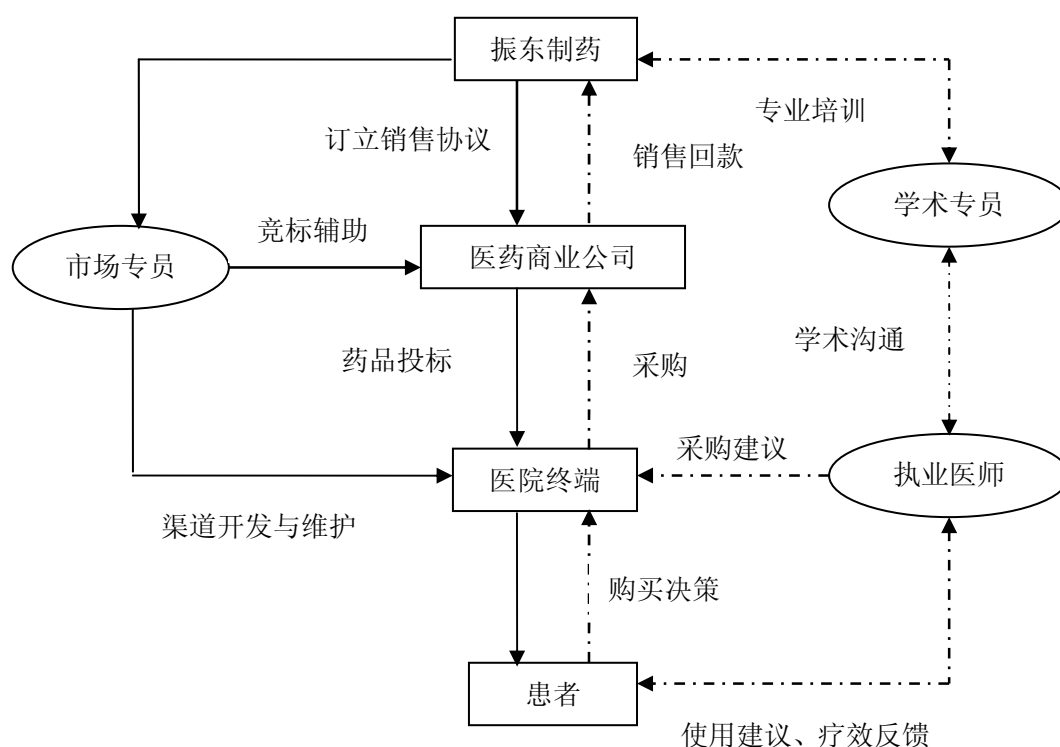 振东制药
专业培训
订立销售协议
销售回款
学术专员
竞标辅助
市场专员
医药商业公司
学术沟通
药品投标
采购
采购建议
医院终端
执业医师
渠道开发与维护
购买决策
患者
使用建议、疗效反馈